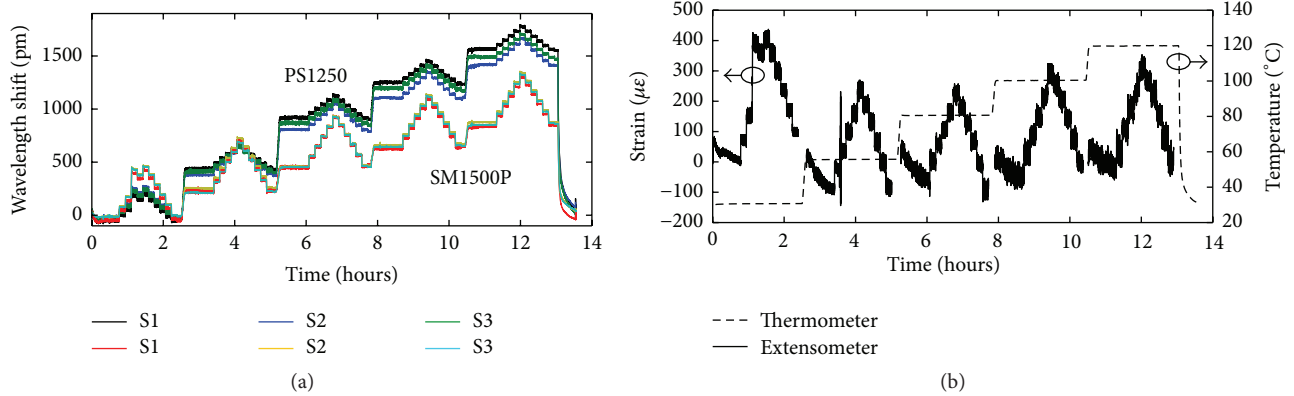 Wavelength shift (pm)
1500
1000
500
0
PS1250
SM1500P
0 2 4 6 8 10 12 14
Time (hours)
S1 S2 S3
S1 S2 S3
(a)
Strain (με)
500
400
300
200
100
0
−100
−200
140
120
100
80
60
40
20
Temperature (°C)
0 2 4 6 8 10 12 14
Time (hours)
Thermometer
Extensometer
(b)